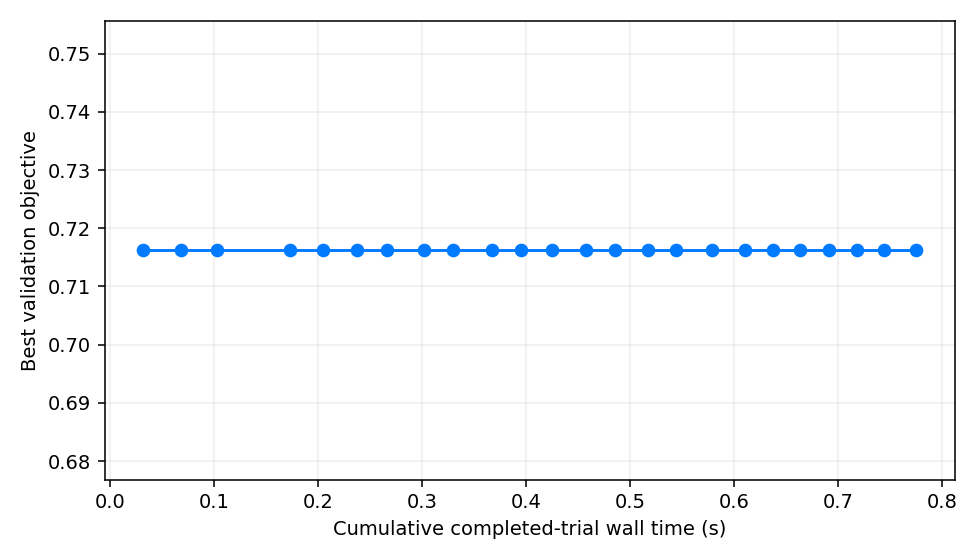 0.75
0.74
0.73
0.72
0.71
0.70
0.69
0.68
Best validation objective
0.0 0.1 0.2 0.3 0.4 0.5 0.6 0.7 0.8
Cumulative completed-trial wall time (s)